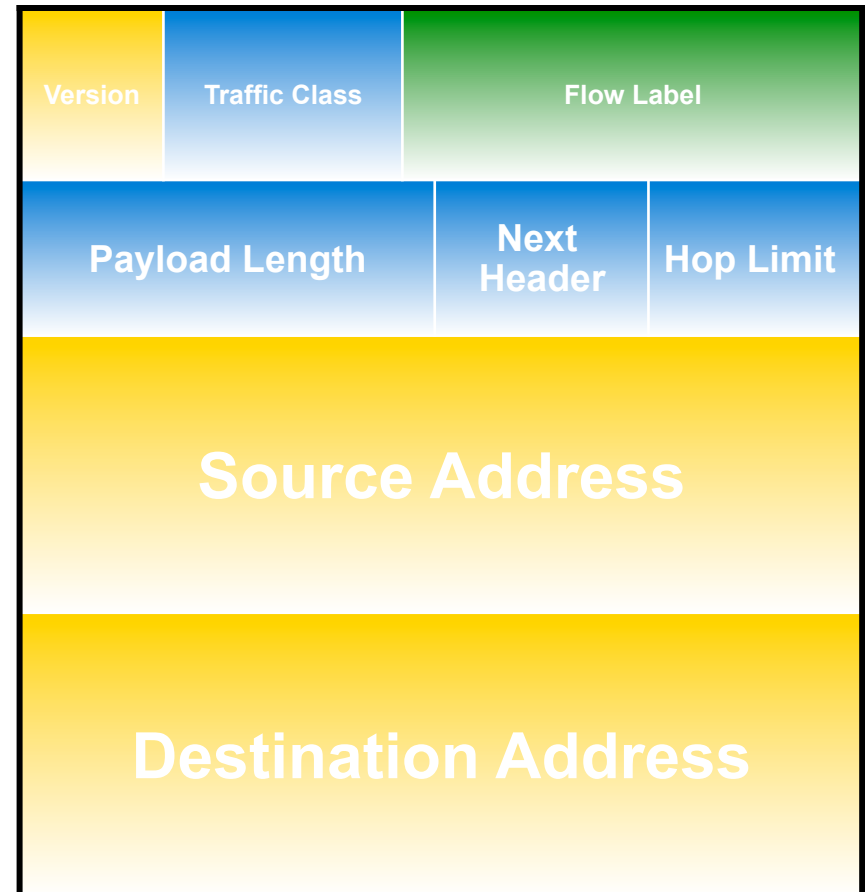 Version
Traffic Class
Flow Label
Payload Length
Next
Header
Hop Limit
Source Address
Destination Address